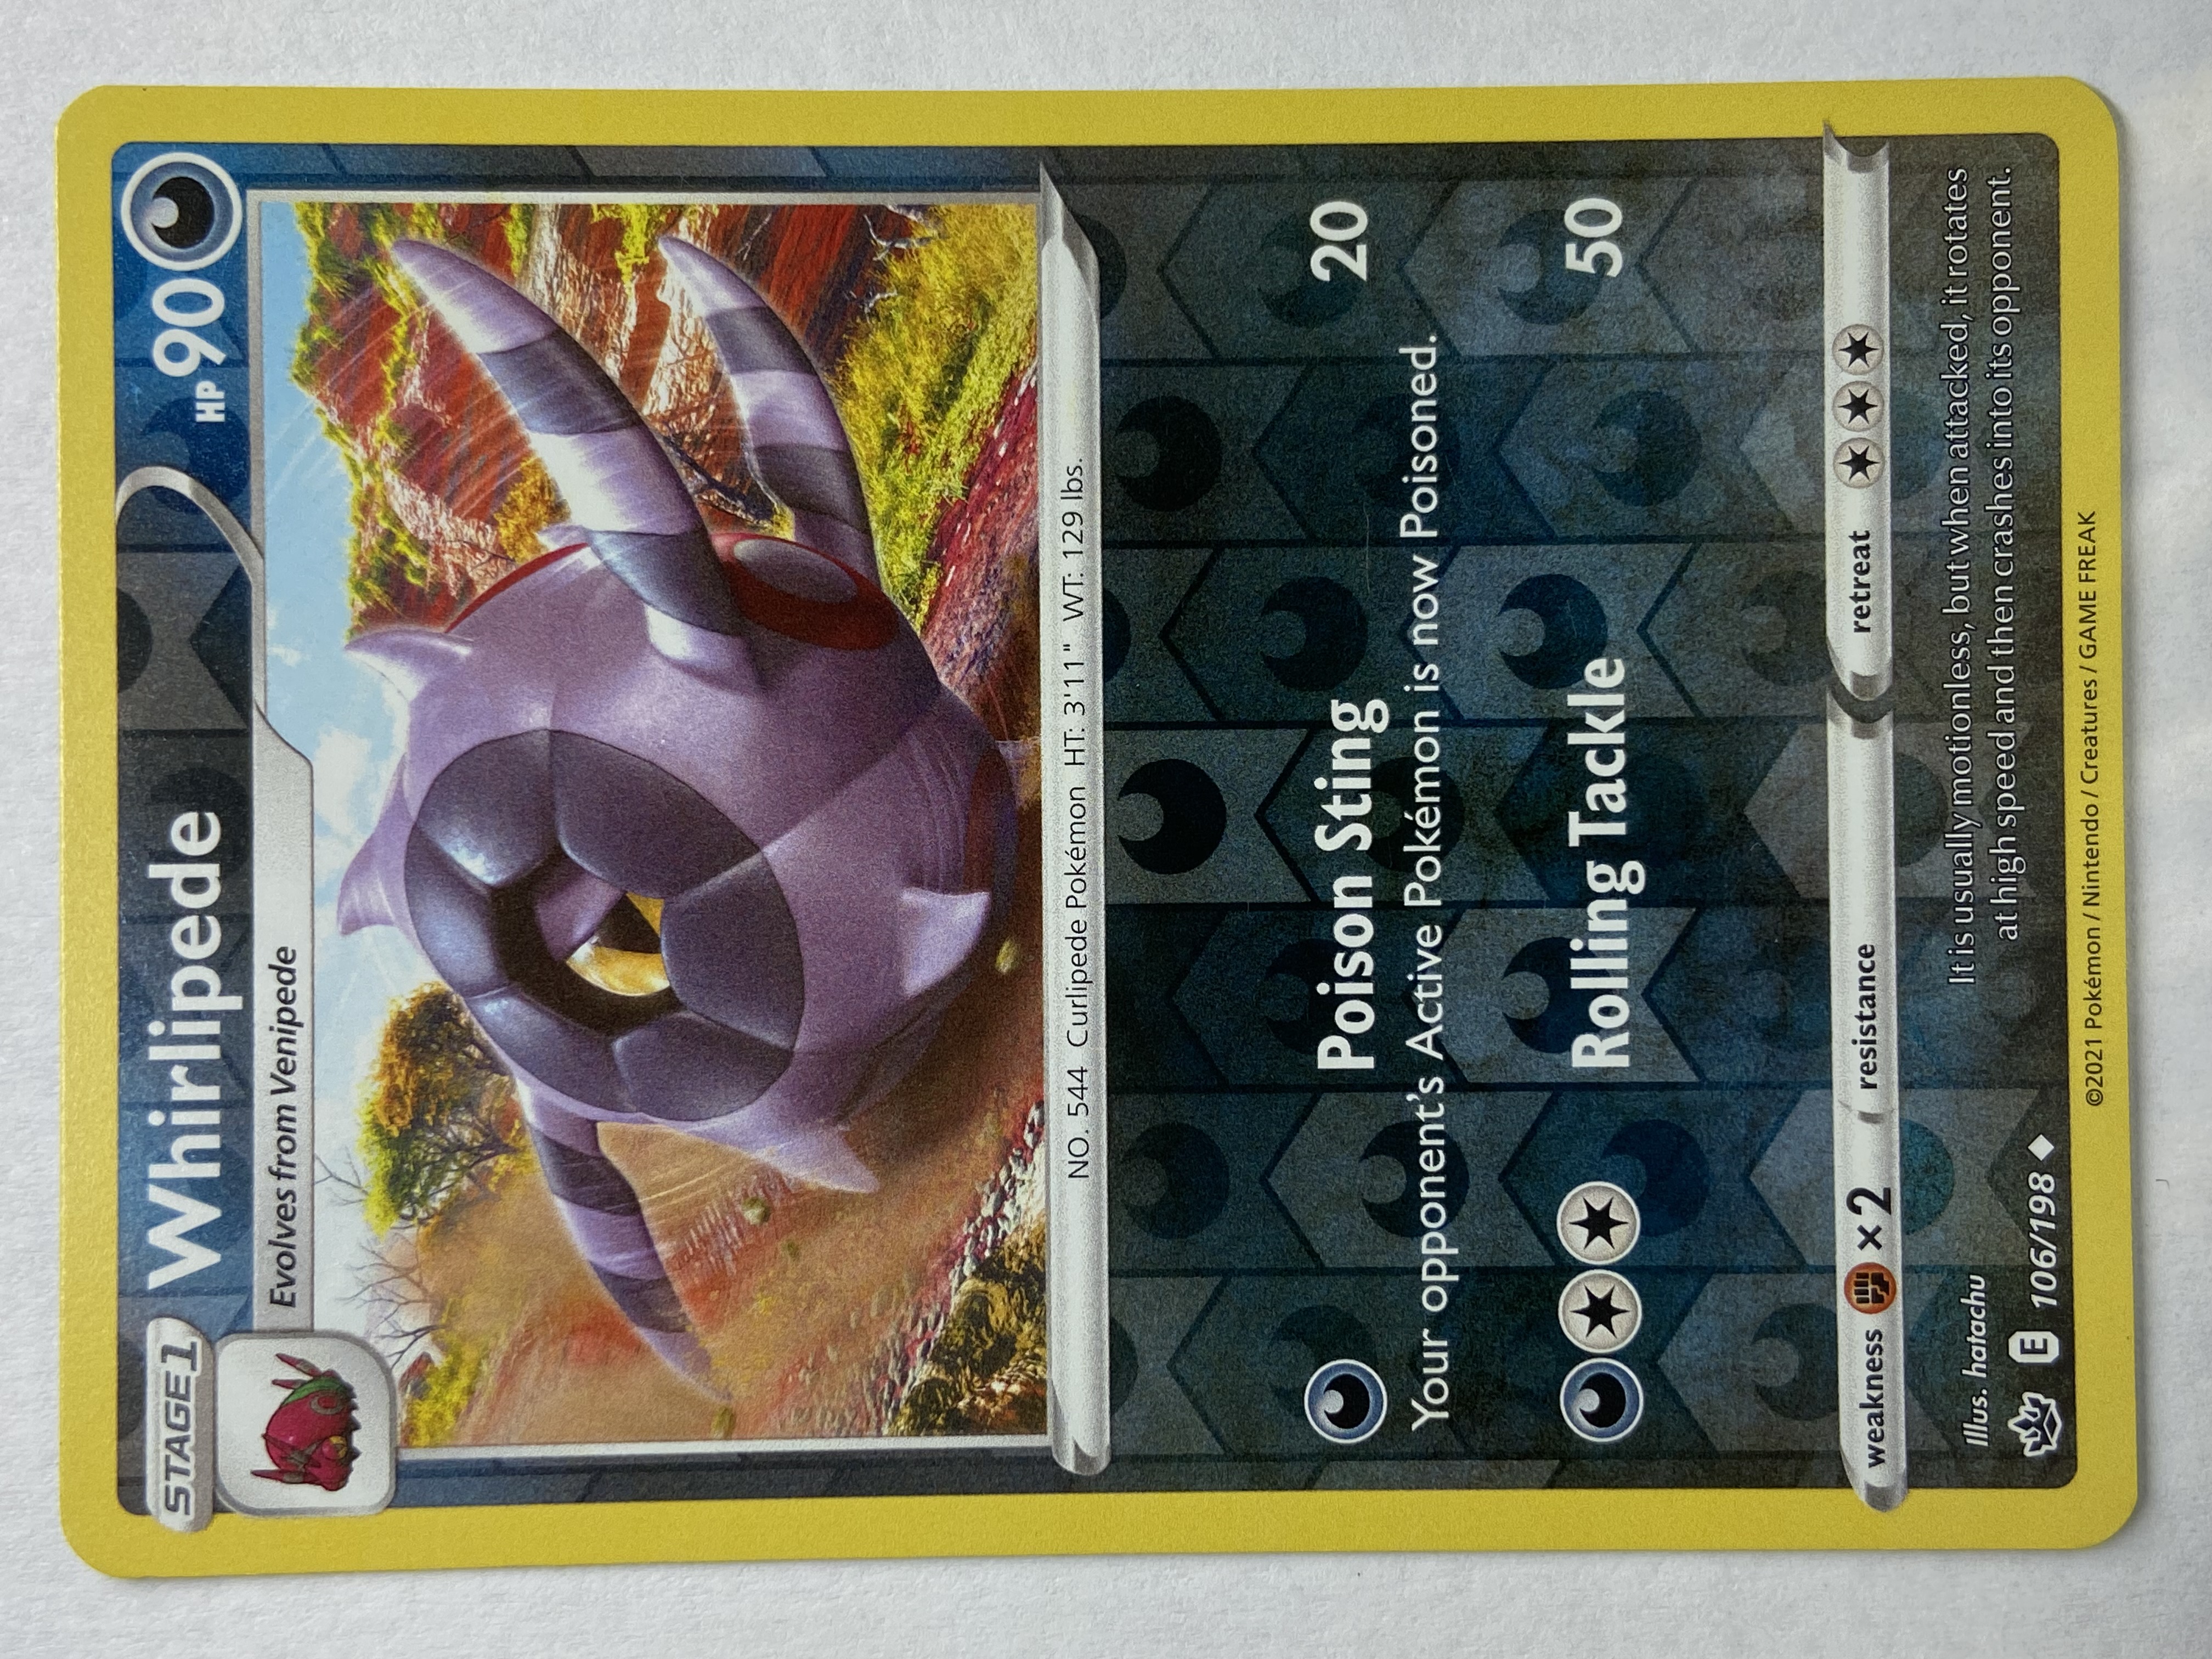 STAGE 1
Whirlipede
HP 90
Evolves from Venipede
NO. 544 Curlipede Pokémon HT: 3'11" WT: 129 lbs.
Poison Sting 20
Your opponent's Active Pokémon is now Poisoned.
Rolling Tackle 50
weakness ×2 resistance retreat
Illus. hatachu
It is usually motionless, but when attacked, it rotates
at high speed and then crashes into its opponent.
E 106/198
©2021 Pokémon / Nintendo / Creatures / GAME FREAK